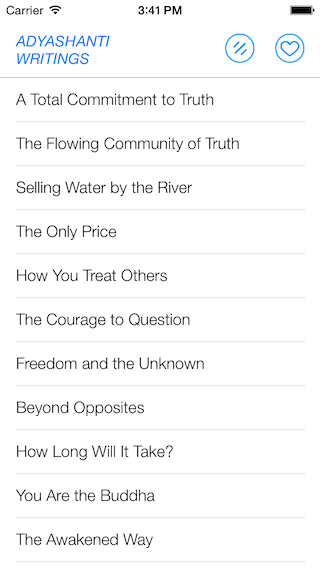 Carrier 3:41 PM
ADYASHANTI
WRITINGS
A Total Commitment to Truth
The Flowing Community of Truth
Selling Water by the River
The Only Price
How You Treat Others
The Courage to Question
Freedom and the Unknown
Beyond Opposites
How Long Will It Take?
You Are the Buddha
The Awakened Way